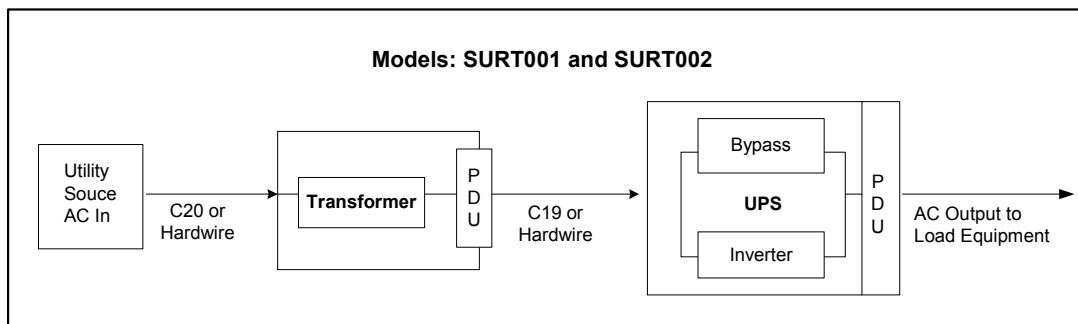 Models: SURT001 and SURT002
Utility
Souce
AC In
C20 or
Hardwire
Transformer
P
D
U
C19 or
Hardwire
Bypass
UPS
Inverter
P
D
U
AC Output to
Load Equipment